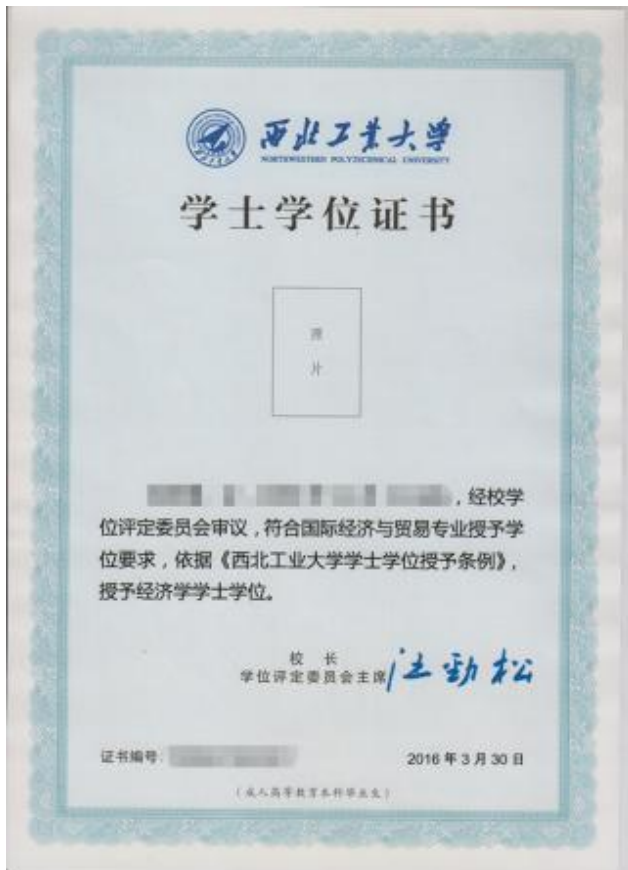 西北工业大学
NORTHWESTERN POLYTECHNICAL UNIVERSITY
学士学位证书
照
片
，经校学
位评定委员会审议，符合国际经济与贸易专业授予学
位要求，依据《西北工业大学学士学位授予条例》，
授予经济学学士学位。
校 长
学位评定委员会主席 汪劲松
证书编号:
2016 年 3 月 30 日
（成人高等教育本科毕业生）